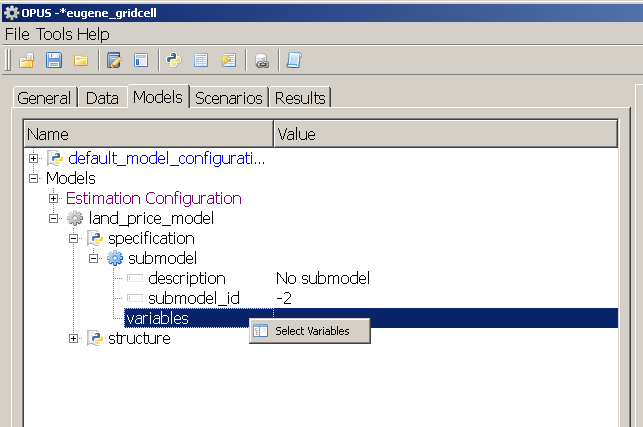 OPUS -*eugene_gridcell
File Tools Help
General Data Models Scenarios Results
Name Value
default_model_configurati...
Models
Estimation Configuration
land_price_model
specification
submodel
description No submodel
submodel_id -2
variables
Select Variables
structure